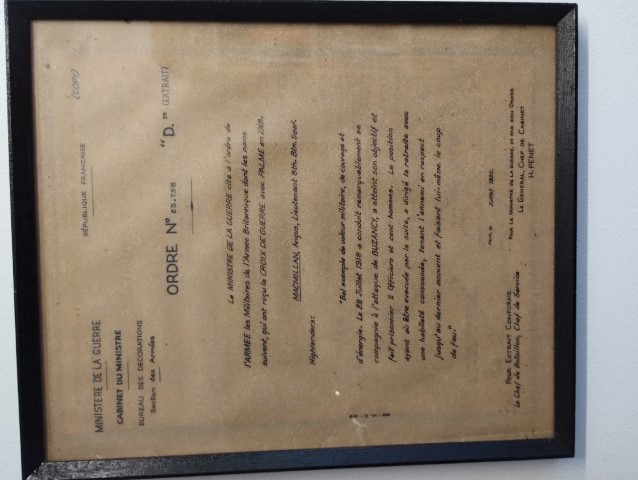 RÉPUBLIQUE FRANÇAISE
(COPY)
MINISTERE DE LA GUERRE
CABINET DU MINISTRE
BUREAU DES DECORATIONS
Section des Armées
ORDRE No 23.758 "D." (EXTRAIT)
Le MINISTRE DE LA GUERRE cite à l'ordre de
l'ARMEE les Militaires de l'Armee Britannique dont les noms
suivent, qui ont reçu la CROIX DE GUERRE avec PALME en 1918.
MACMILLAN, Angus, Lieutenant 8th. Btn. Seaf.
Highlanders:
"Bel exemple de valeur militaire, de courage et
d'énergie. Le 28 Juillet 1918 a conduit remarquablement sa
compagnie à l'attaque de BUZANCY, a atteint son objectif et
fait prisonnier 2 Officiers et cent hommes. La position
ayant dû être evacuée par la suite, a dirigé la retraite avec
une habileté consommée, tenant l'ennemi en respect
jusqu'au dernier moment et faisant lui-même le coup
de feu."
Paris, le Juillet 1920.
POUR EXTRAIT CONFORME
Le Chef de Bataillon, Chef de Service
POUR LE MINISTRE DE LA GUERRE, ET PAR SON ORDRE
LE GENERAL, CHEF DE CABINET
H. PENET